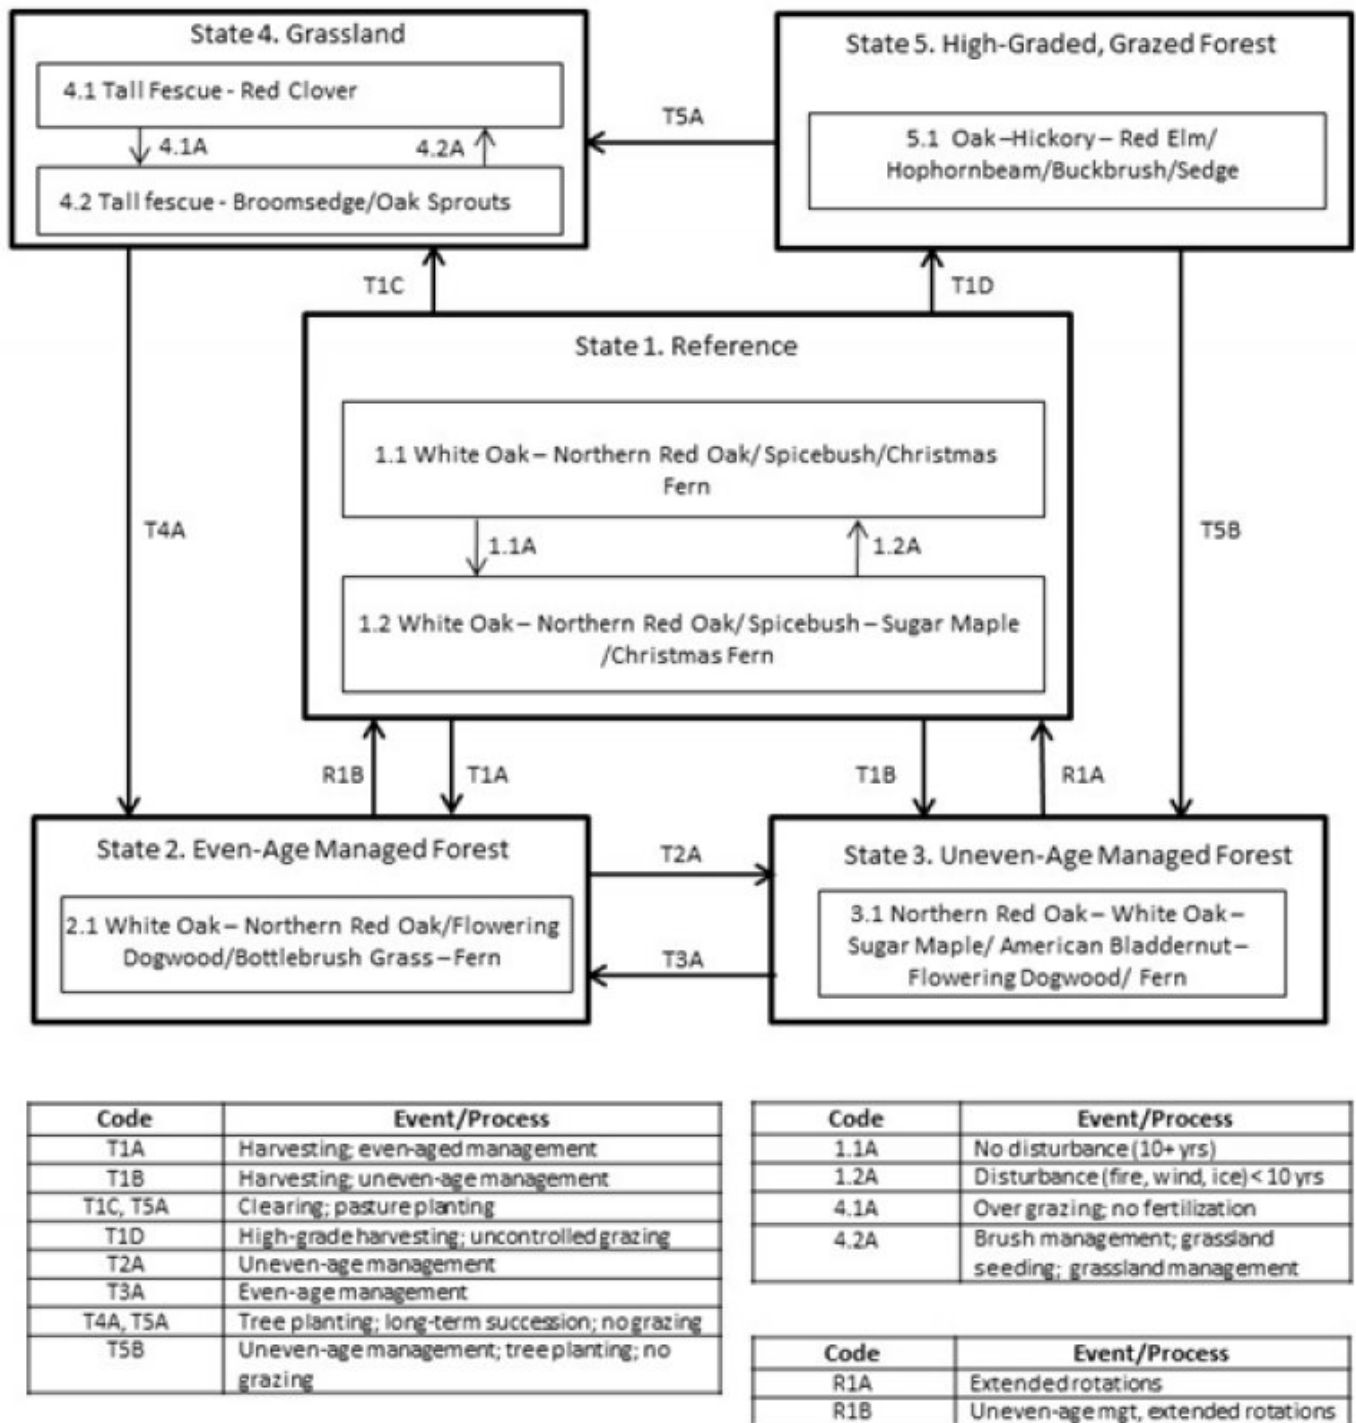 State 4. Grassland
4.1 Tall Fescue - Red Clover
4.1A
4.2A
4.2 Tall fescue - Broomsedge/Oak Sprouts
T5A
State 5. High-Graded, Grazed Forest
5.1 Oak–Hickory – Red Elm/
Hophornbeam/Buckbrush/Sedge
T1C
T1D
State 1. Reference
1.1 White Oak – Northern Red Oak/ Spicebush/Christmas
Fern
1.1A
1.2A
1.2 White Oak – Northern Red Oak/ Spicebush – Sugar Maple
/Christmas Fern
T4A
T5B
R1B
T1A
T1B
R1A
State 2. Even-Age Managed Forest
2.1 White Oak – Northern Red Oak/Flowering
Dogwood/Bottlebrush Grass – Fern
T2A
T3A
State 3. Uneven-Age Managed Forest
3.1 Northern Red Oak – White Oak –
Sugar Maple/ American Bladdernut –
Flowering Dogwood/ Fern
Code Event/Process
T1A Harvesting; even-aged management
T1B Harvesting; uneven-age management
T1C, T5A Clearing; pasture planting
T1D High-grade harvesting; uncontrolled grazing
T2A Uneven-age management
T3A Even-age management
T4A, T5A Tree planting; long-term succession; no grazing
T5B Uneven-age management; tree planting; no
grazing
Code Event/Process
1.1A No disturbance (10+ yrs)
1.2A Disturbance (fire, wind, ice) < 10 yrs
4.1A Over grazing; no fertilization
4.2A Brush management; grassland
seeding; grassland management
Code Event/Process
R1A Extended rotations
R1B Uneven-age mgt, extended rotations